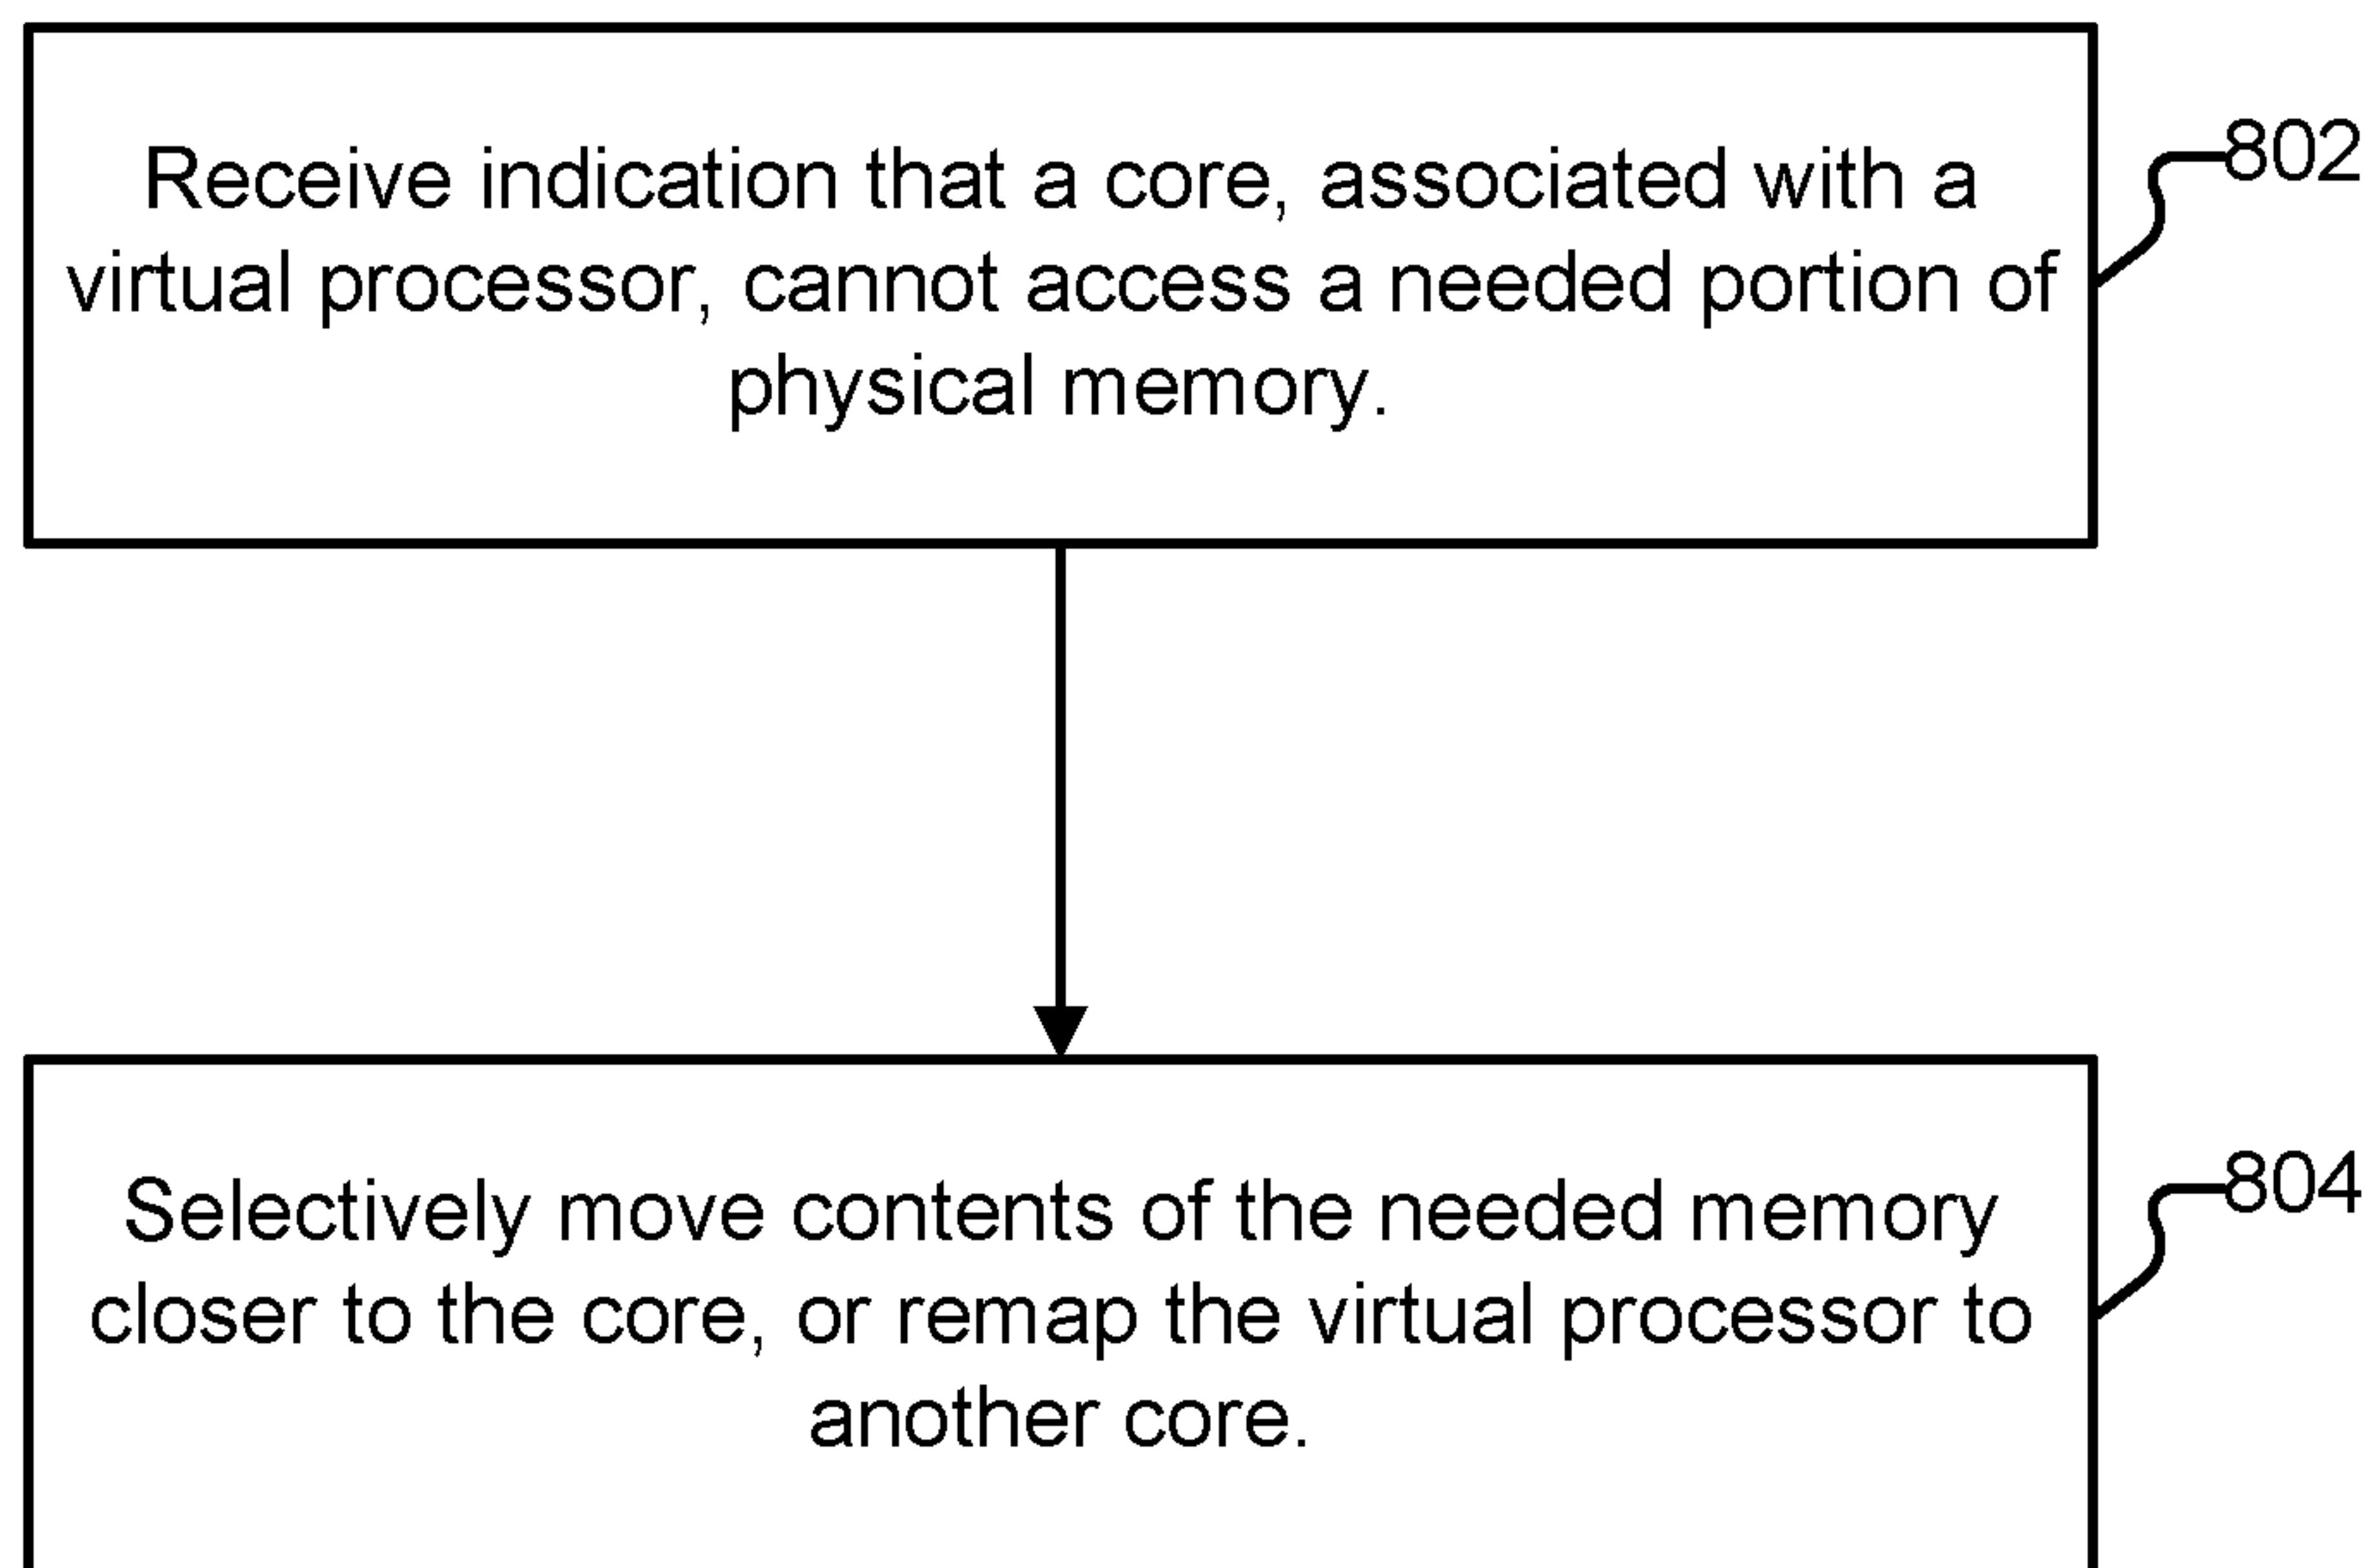 Receive indication that a core, associated with a
virtual processor, cannot access a needed portion of
physical memory.
802
Selectively move contents of the needed memory
closer to the core, or remap the virtual processor to
another core.
804